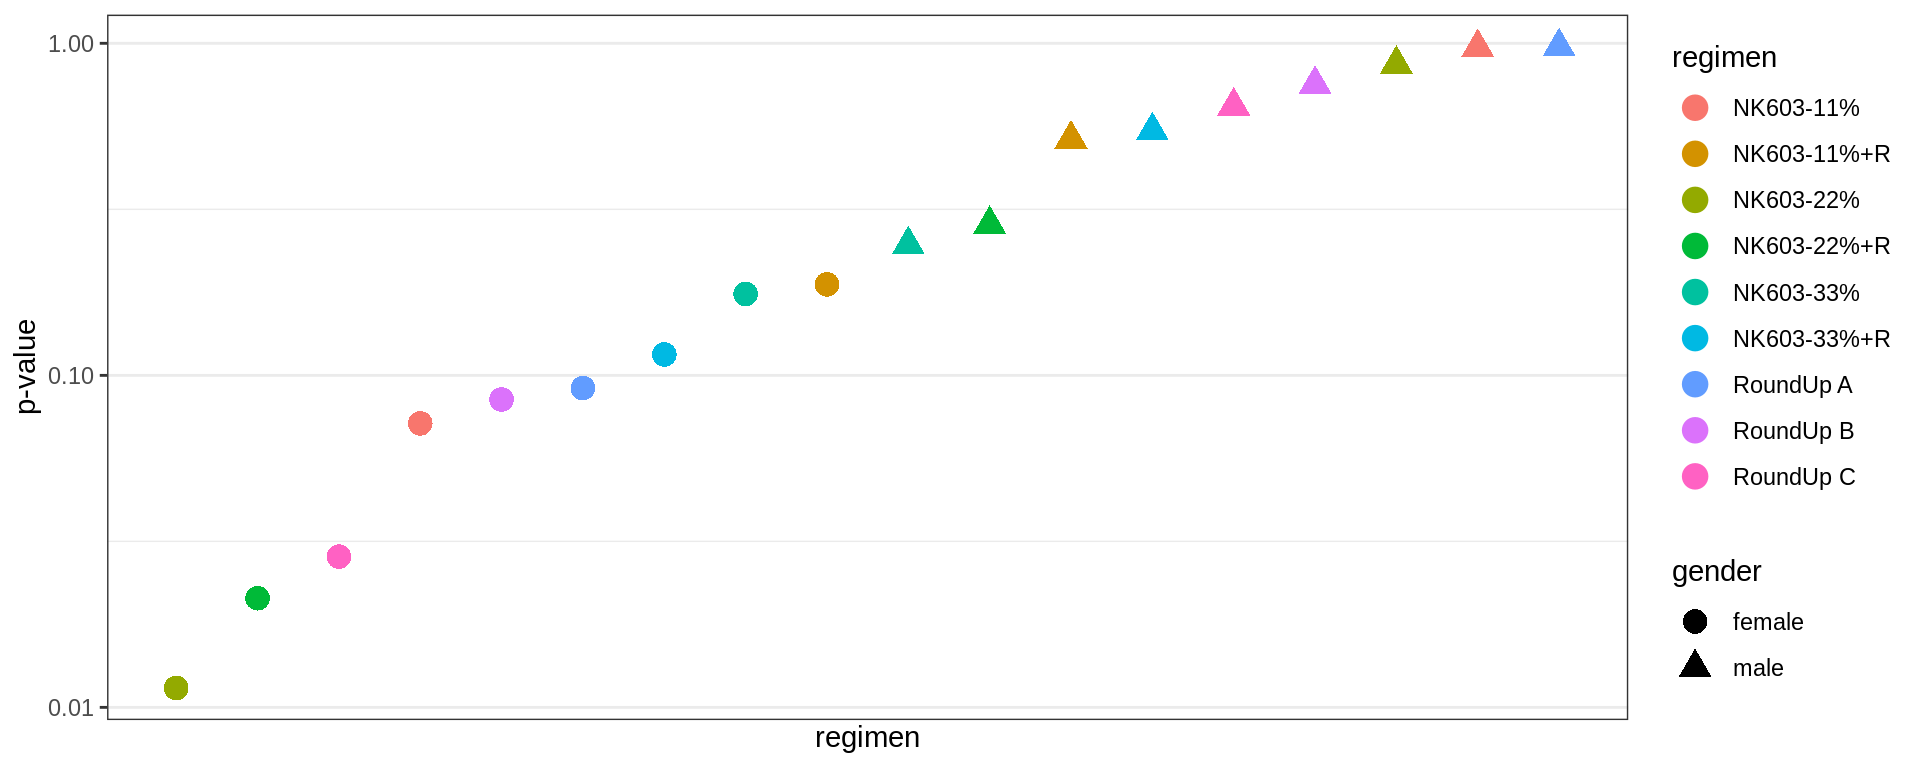 1.00
0.10
0.01
p-value
regimen
regimen
NK603-11%
NK603-11%+R
NK603-22%
NK603-22%+R
NK603-33%
NK603-33%+R
RoundUp A
RoundUp B
RoundUp C
gender
female
male